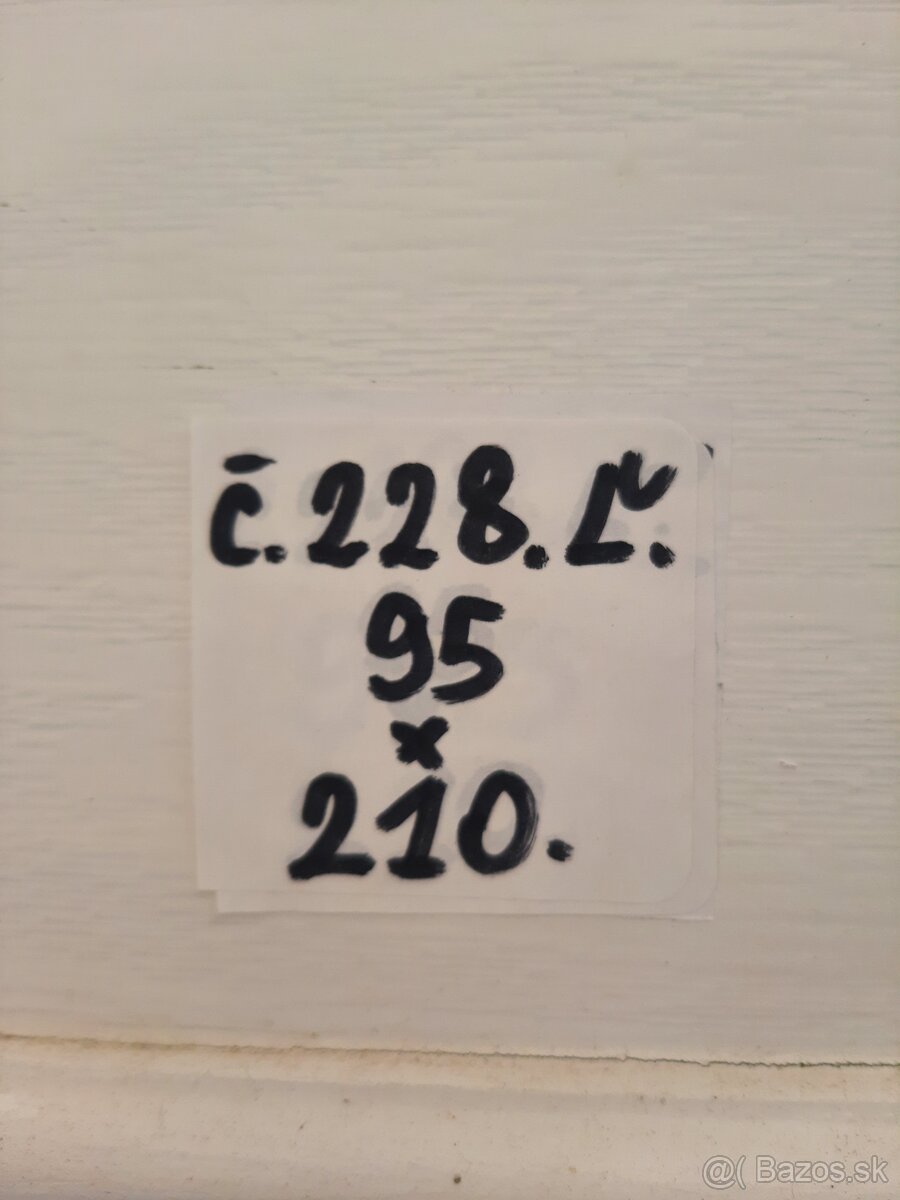 č.228.Ľ.
95
x
210.
@( Bazos.sk